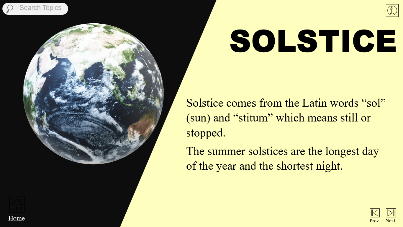 Search Topics
SOLSTICE
Solstice comes from the Latin words “sol”
(sun) and “stitum” which means still or
stopped.
The summer solstices are the longest day
of the year and the shortest night.
Home
Prev
Next